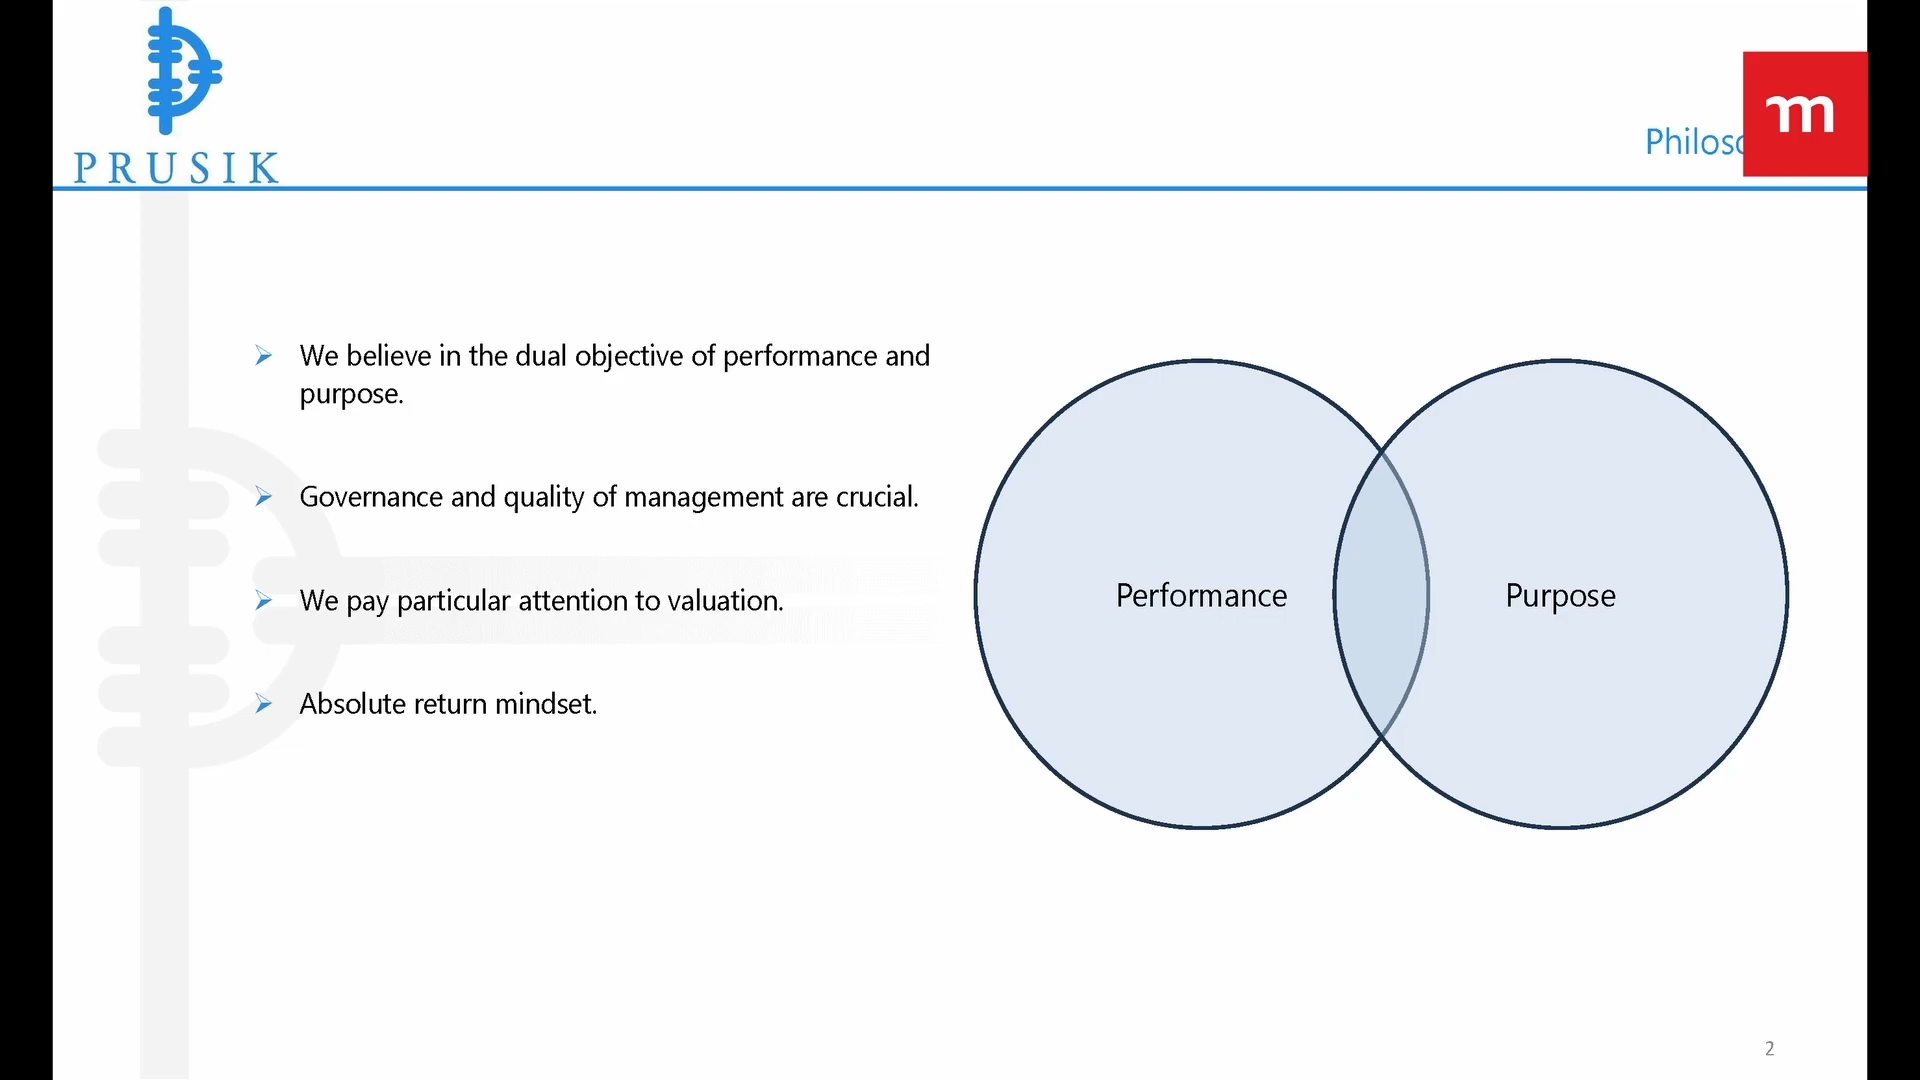 PRUSIK
m
We believe in the dual objective of performance and
purpose.
Governance and quality of management are crucial.
We pay particular attention to valuation.
Absolute return mindset.
Performance
Purpose
2